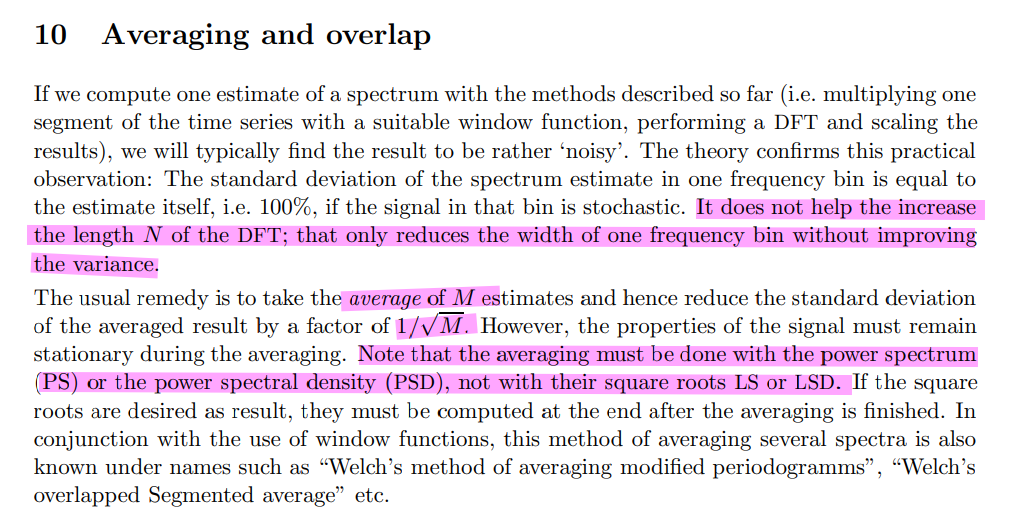 10 Averaging and overlap
If we compute one estimate of a spectrum with the methods described so far (i.e. multiplying one
segment of the time series with a suitable window function, performing a DFT and scaling the
results), we will typically find the result to be rather ‘noisy’. The theory confirms this practical
observation: The standard deviation of the spectrum estimate in one frequency bin is equal to
the estimate itself, i.e. 100%, if the signal in that bin is stochastic. It does not help the increase
the length N of the DFT; that only reduces the width of one frequency bin without improving
the variance.
The usual remedy is to take the average of M estimates and hence reduce the standard deviation
of the averaged result by a factor of 1/√M. However, the properties of the signal must remain
stationary during the averaging. Note that the averaging must be done with the power spectrum
(PS) or the power spectral density (PSD), not with their square roots LS or LSD. If the square
roots are desired as result, they must be computed at the end after the averaging is finished. In
conjunction with the use of window functions, this method of averaging several spectra is also
known under names such as “Welch’s method of averaging modified periodogramms”, “Welch’s
overlapped Segmented average” etc.